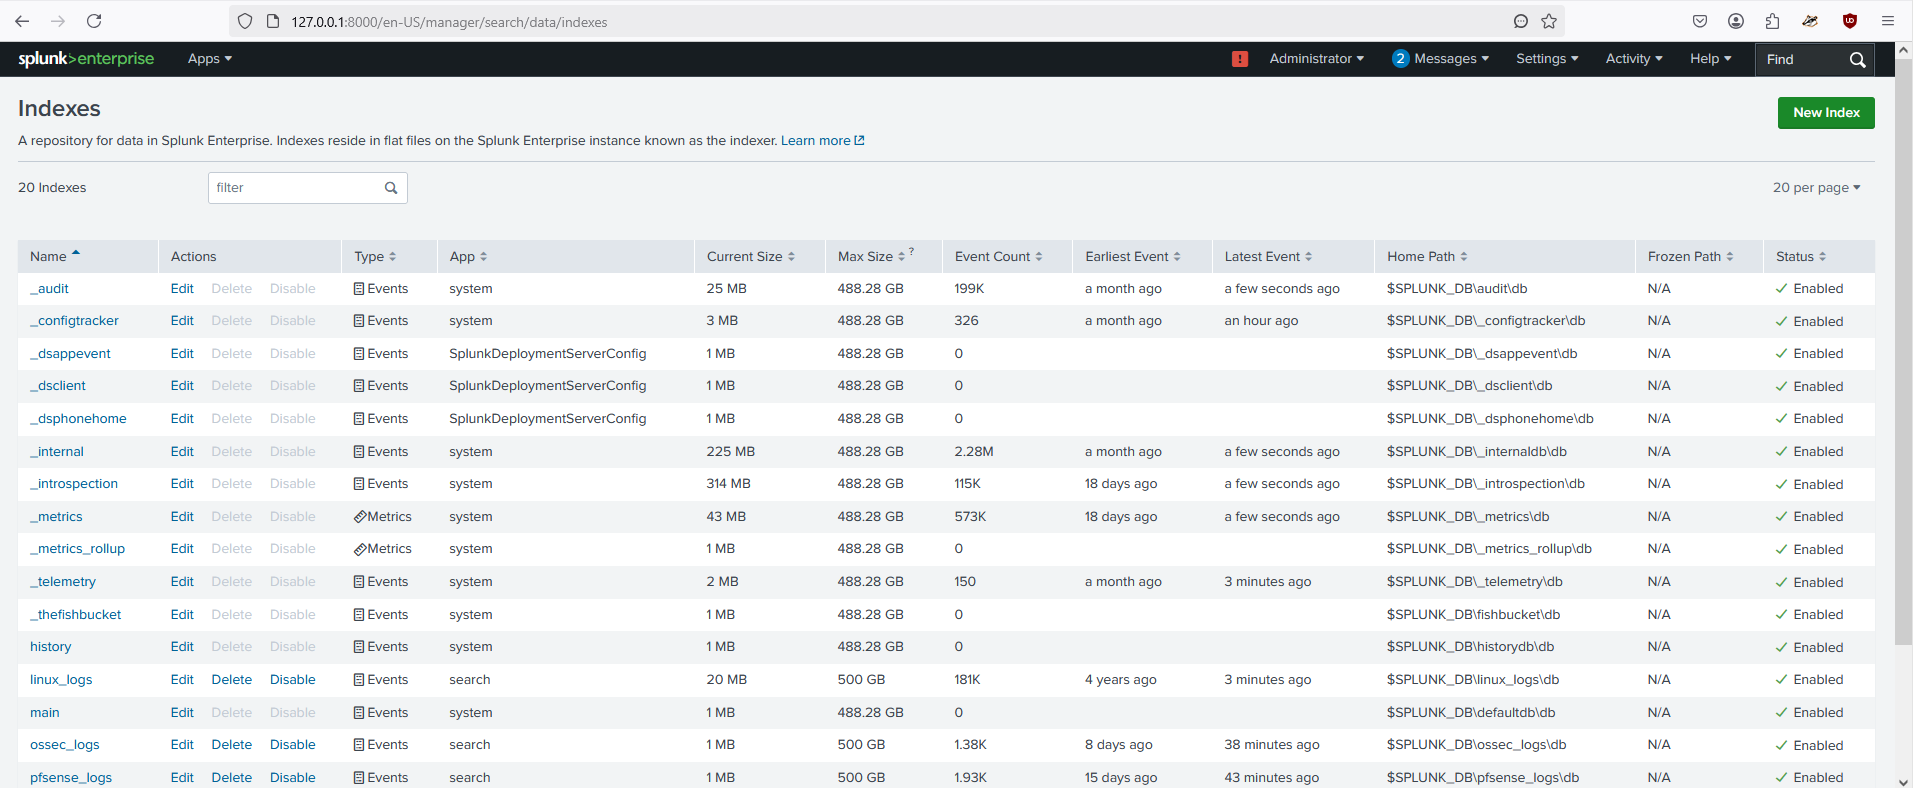 127.0.0.1:8000/en-US/manager/search/data/indexes
splunk>enterprise Apps ! Administrator 2 Messages Settings Activity Help Find
Indexes
New Index
A repository for data in Splunk Enterprise. Indexes reside in flat files on the Splunk Enterprise instance known as the indexer. Learn more
20 Indexes filter 20 per page
Name Actions Type App Current Size Max Size ? Event Count Earliest Event Latest Event Home Path Frozen Path Status
_audit Edit Delete Disable Events system 25 MB 488.28 GB 199K a month ago a few seconds ago $SPLUNK_DB\audit\db N/A Enabled
_configtracker Edit Delete Disable Events system 3 MB 488.28 GB 326 a month ago an hour ago $SPLUNK_DB\_configtracker\db N/A Enabled
_dsappevent Edit Delete Disable Events SplunkDeploymentServerConfig 1 MB 488.28 GB 0 $SPLUNK_DB\_dsappevent\db N/A Enabled
_dsclient Edit Delete Disable Events SplunkDeploymentServerConfig 1 MB 488.28 GB 0 $SPLUNK_DB\_dsclient\db N/A Enabled
_dsphonehome Edit Delete Disable Events SplunkDeploymentServerConfig 1 MB 488.28 GB 0 $SPLUNK_DB\_dsphonehome\db N/A Enabled
_internal Edit Delete Disable Events system 225 MB 488.28 GB 2.28M a month ago a few seconds ago $SPLUNK_DB\_internaldb\db N/A Enabled
_introspection Edit Delete Disable Events system 314 MB 488.28 GB 115K 18 days ago a few seconds ago $SPLUNK_DB\_introspection\db N/A Enabled
_metrics Edit Delete Disable Metrics system 43 MB 488.28 GB 573K 18 days ago a few seconds ago $SPLUNK_DB\_metrics\db N/A Enabled
_metrics_rollup Edit Delete Disable Metrics system 1 MB 488.28 GB 0 $SPLUNK_DB\_metrics_rollup\db N/A Enabled
_telemetry Edit Delete Disable Events system 2 MB 488.28 GB 150 a month ago 3 minutes ago $SPLUNK_DB\_telemetry\db N/A Enabled
_thefishbucket Edit Delete Disable Events system 1 MB 488.28 GB 0 $SPLUNK_DB\fishbucket\db N/A Enabled
history Edit Delete Disable Events system 1 MB 488.28 GB 0 $SPLUNK_DB\historydb\db N/A Enabled
linux_logs Edit Delete Disable Events search 20 MB 500 GB 181K 4 years ago 3 minutes ago $SPLUNK_DB\linux_logs\db N/A Enabled
main Edit Delete Disable Events system 1 MB 488.28 GB 0 $SPLUNK_DB\defaultdb\db N/A Enabled
ossec_logs Edit Delete Disable Events search 1 MB 500 GB 1.38K 8 days ago 38 minutes ago $SPLUNK_DB\ossec_logs\db N/A Enabled
pfsense_logs Edit Delete Disable Events search 1 MB 500 GB 1.93K 15 days ago 43 minutes ago $SPLUNK_DB\pfsense_logs\db N/A Enabled